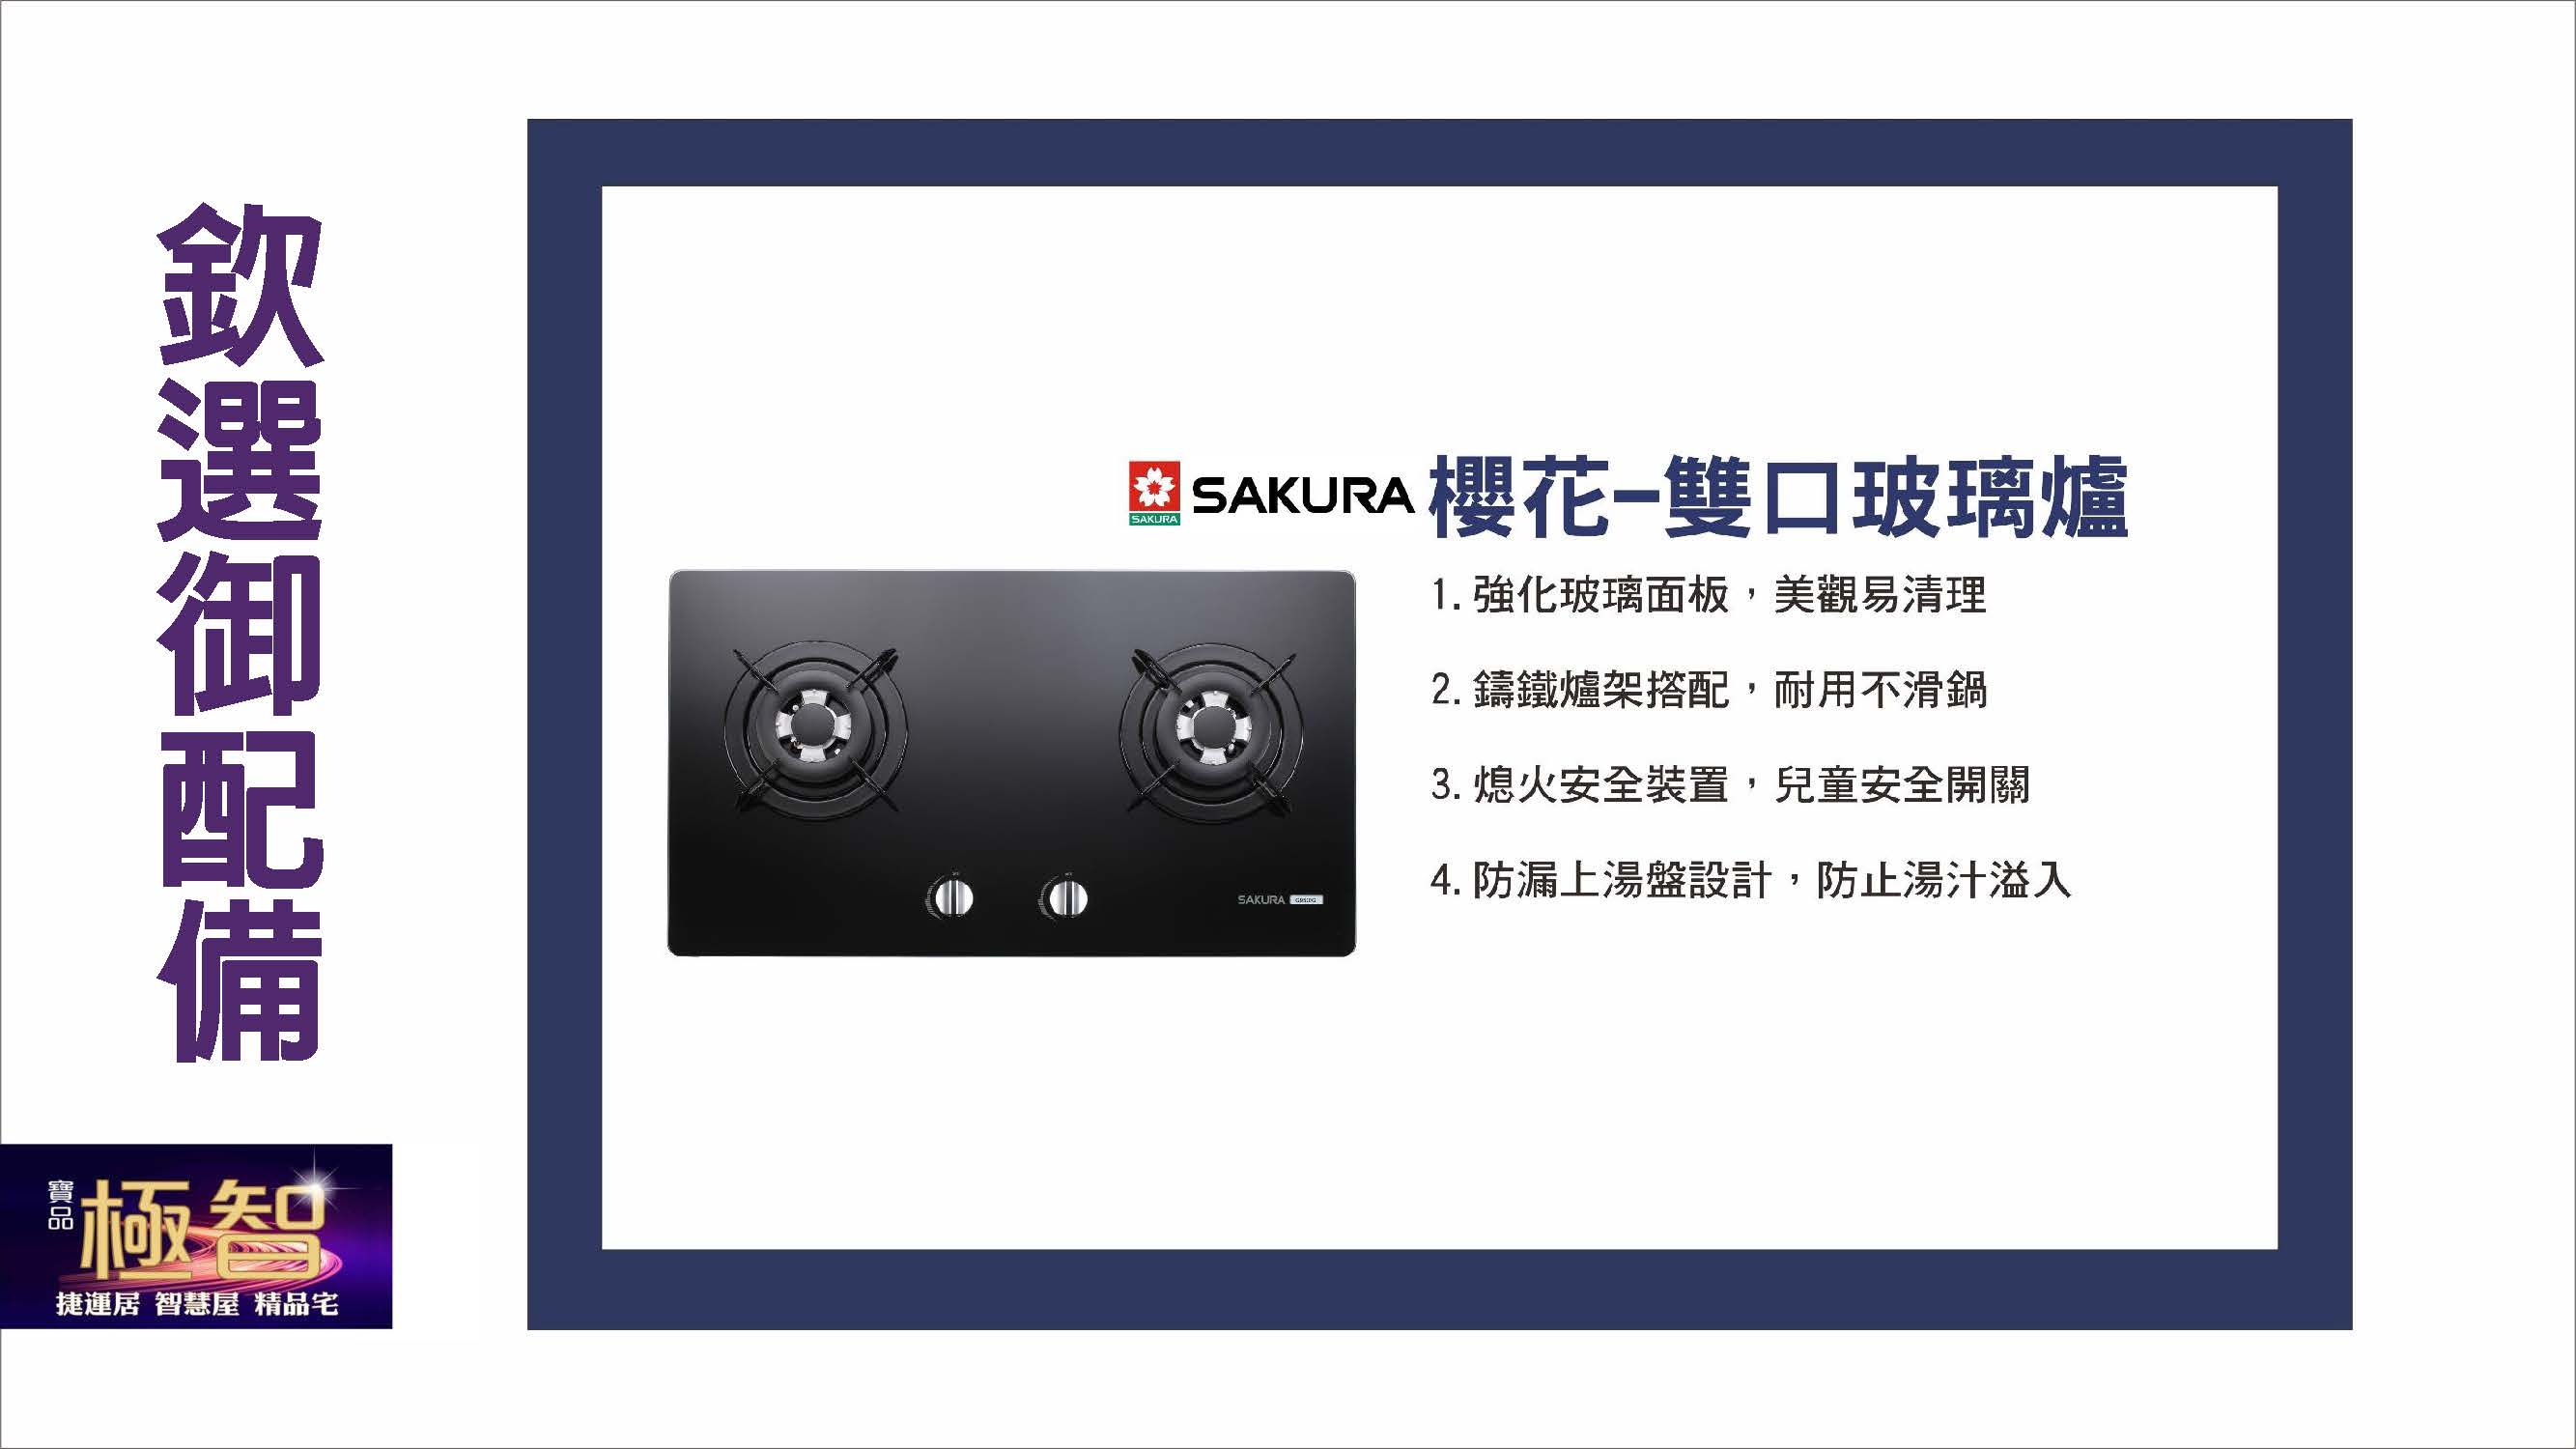 欽選御配備
SAKURA
SAKURA
櫻花-雙口玻璃爐
1.強化玻璃面板，美觀易清理
2.鑄鐵爐架撘配，耐用不滑鍋
3.熄火安全裝置，兒童安全開關
4.防漏上湯盤設計，防止湯汁溢入
SAKURA
寶品
極智
捷運居 智慧屋 精品宅